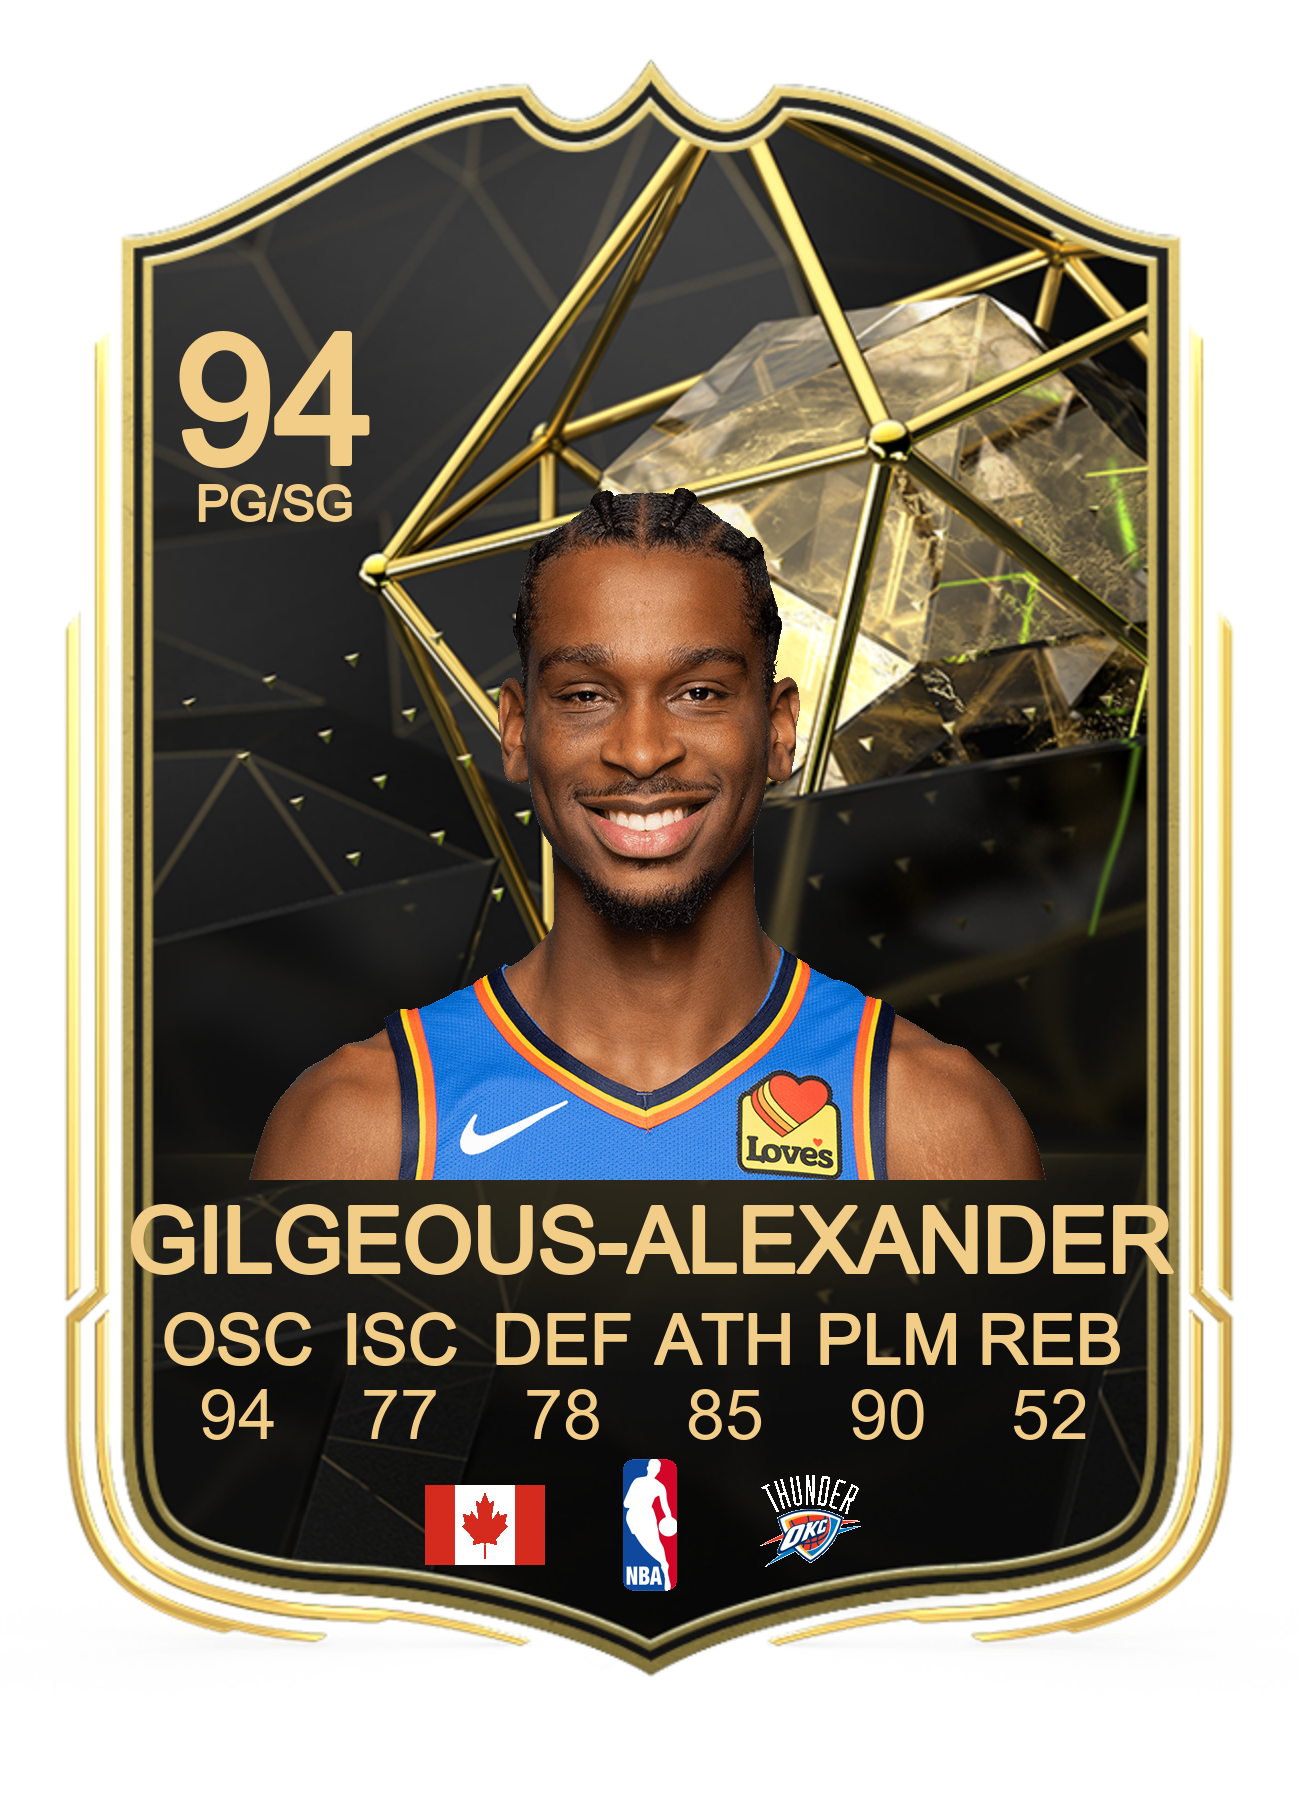 94
PG/SG
Love's
GILGEOUS-ALEXANDER
OSC ISC DEF ATH PLM REB
94 77 78 85 90 52
NBA
THUNDER
OKC